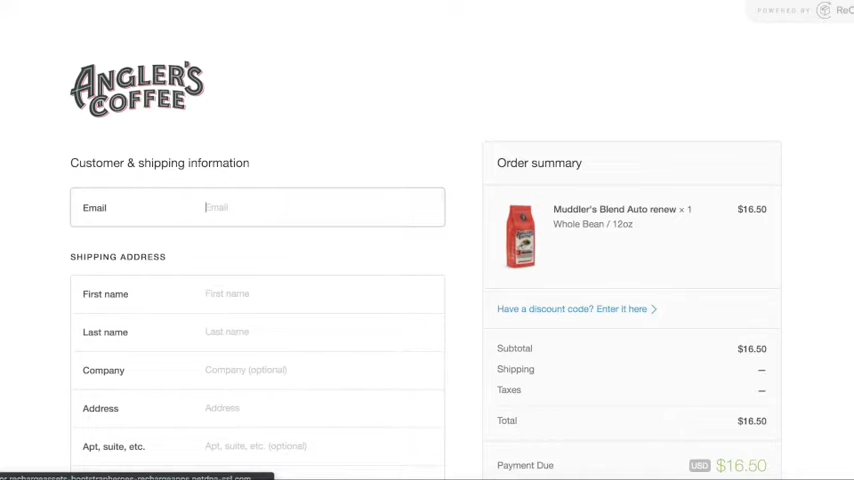 POWERED BY ReC
ANGLER'S
COFFEE
Customer & shipping information
Email Email
SHIPPING ADDRESS
First name First name
Last name Last name
Company Company (optional)
Address Address
Apt, suite, etc. Apt, suite, etc. (optional)
Order summary
Muddler's Blend Auto renew × 1 $16.50
Whole Bean / 12oz
Have a discount code? Enter it here
Subtotal $16.50
Shipping —
Taxes —
Total $16.50
Payment Due USD $16.50